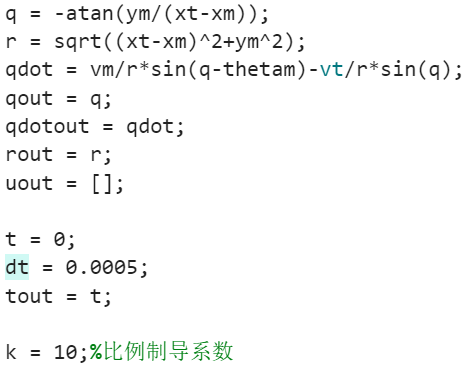 q = -atan(ym/(xt-xm));
r = sqrt((xt-xm)^2+ym^2);
qdot = vm/r*sin(q-thetam)-vt/r*sin(q);
qout = q;
qdotout = qdot;
rout = r;
uout = [];
t = 0;
dt = 0.0005;
tout = t;
k = 10;%比例制导系数